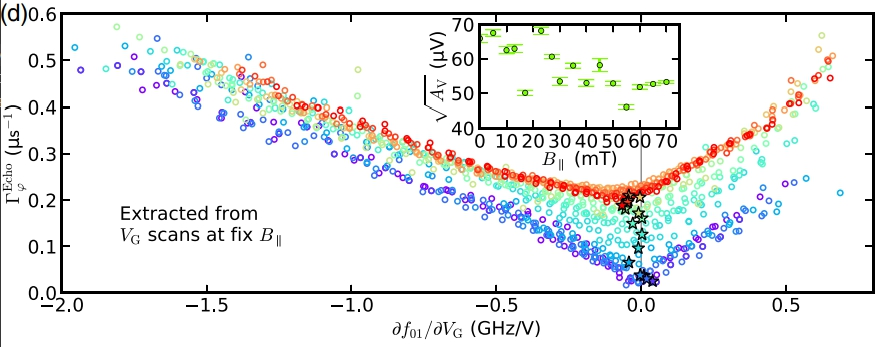 (d)
0.6
0.5
0.4
0.3
0.2
0.1
0.0
Γφ^Echo (μs⁻¹)
−2.0 −1.5 −1.0 −0.5 0.0 0.5
∂f₀₁/∂V_G (GHz/V)
Extracted from
V_G scans at fix B_∥
70
60
50
40
√A_V (μV)
0 10 20 30 40 50 60 70
B_∥ (mT)